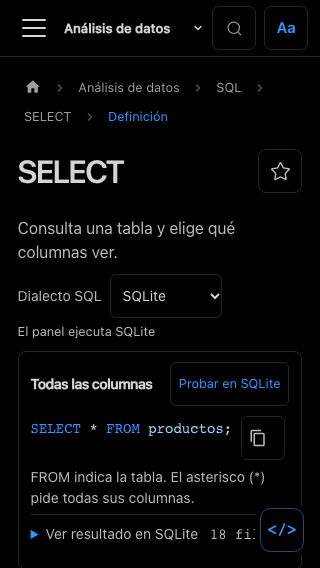 Análisis de datos
Aa
Análisis de datos
SQL
SELECT
Definición
SELECT
Consulta una tabla y elige qué
columnas ver.
Dialecto SQL
SQLite
El panel ejecuta SQLite
Todas las columnas
Probar en SQLite
SELECT * FROM productos;
FROM indica la tabla. El asterisco (*)
pide todas sus columnas.
Ver resultado en SQLite
18 fi
</>